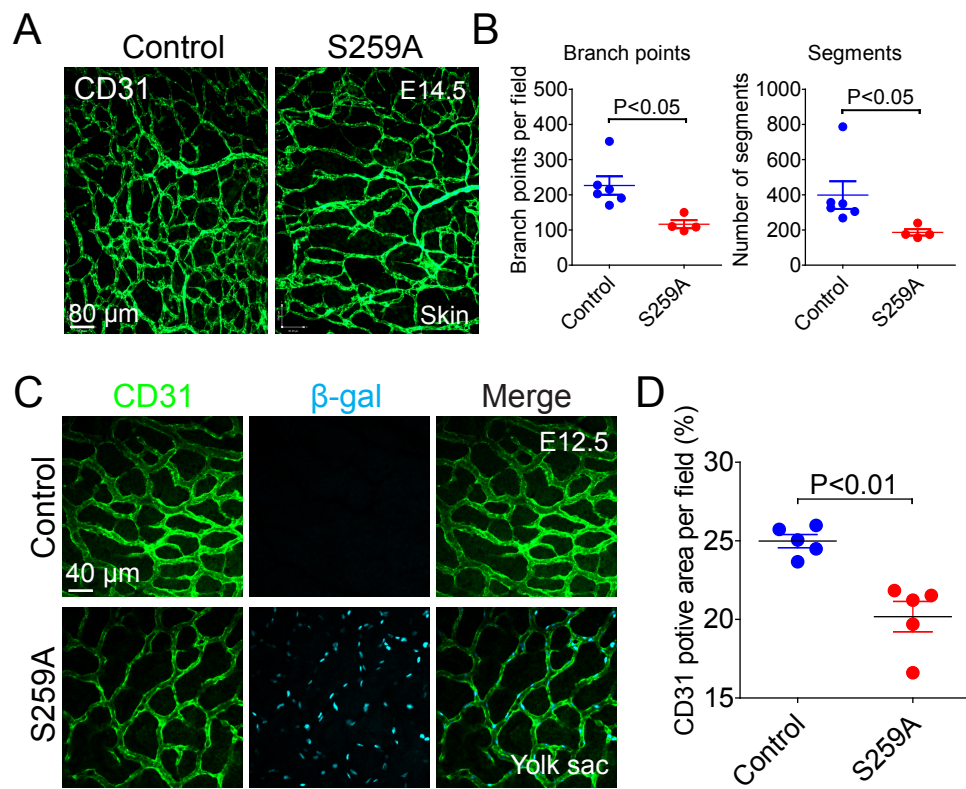 A
Control
S259A
CD31
E14.5
80 µm
Skin
B
Branch points
Branch points per field
500
400
300
200
100
0
P<0.05
Control
S259A
Segments
Number of segments
1000
800
600
400
200
0
P<0.05
Control
S259A
C
CD31
β-gal
Merge
Control
E12.5
40 µm
S259A
Yolk sac
D
CD31 potive area per field (%)
30
25
20
15
P<0.01
Control
S259A